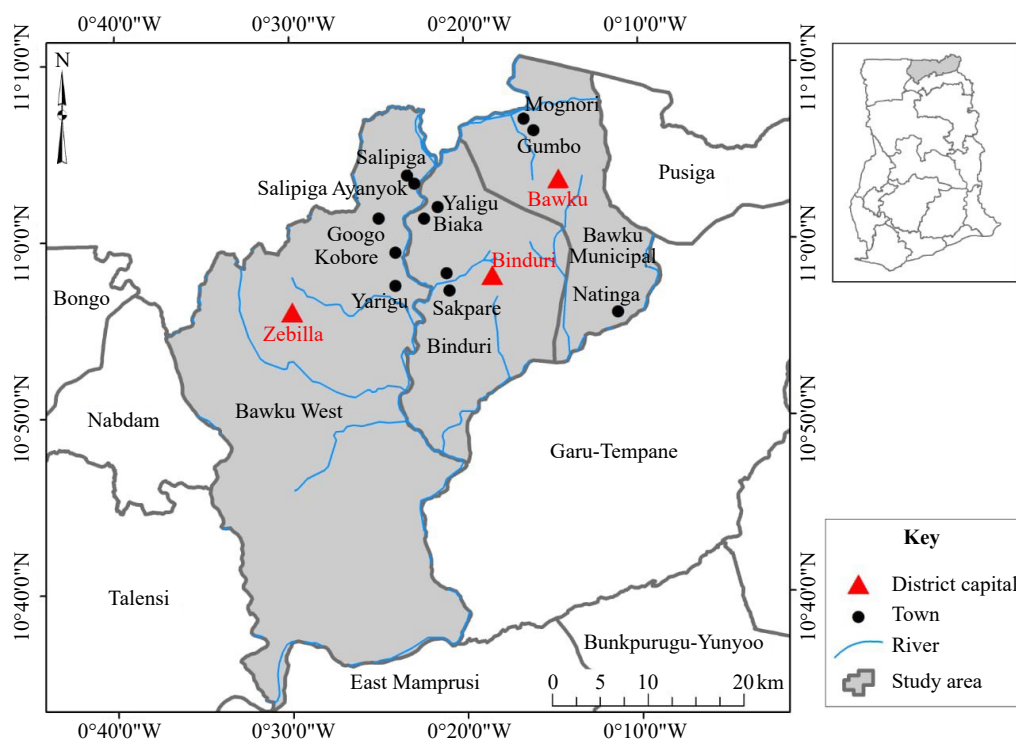 0°40'0"W
0°30'0"W
0°20'0"W
0°10'0"W
11°10'0"N
11°0'0"N
10°50'0"N
10°40'0"N
N
Mognori
Gumbo
Salipiga
Salipiga Ayanyok
Pusiga
Bawku
Yaligu
Googo
Biaka
Kobore
Bawku
Municipal
Binduri
Bongo
Yarigu
Sakpare
Natinga
Zebilla
Binduri
Bawku West
Nabdam
Garu-Tempane
Talensi
Bunkpurugu-Yunyoo
East Mamprusi
0 5 10 20 km
11°10'0"N
11°0'0"N
10°50'0"N
10°40'0"N
0°40'0"W
0°30'0"W
0°20'0"W
0°10'0"W
Key
District capital
Town
River
Study area